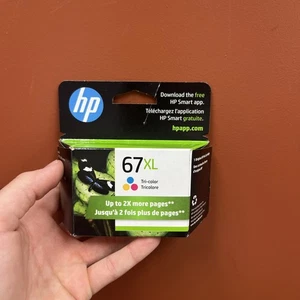 hp
Download the free
HP Smart app.
Téléchargez l'application
HP Smart gratuite.
hpapp.com
67XL
Tri-color
Tricolore
Up to 2X more pages**
Jusqu'à 2 fois plus de pages**